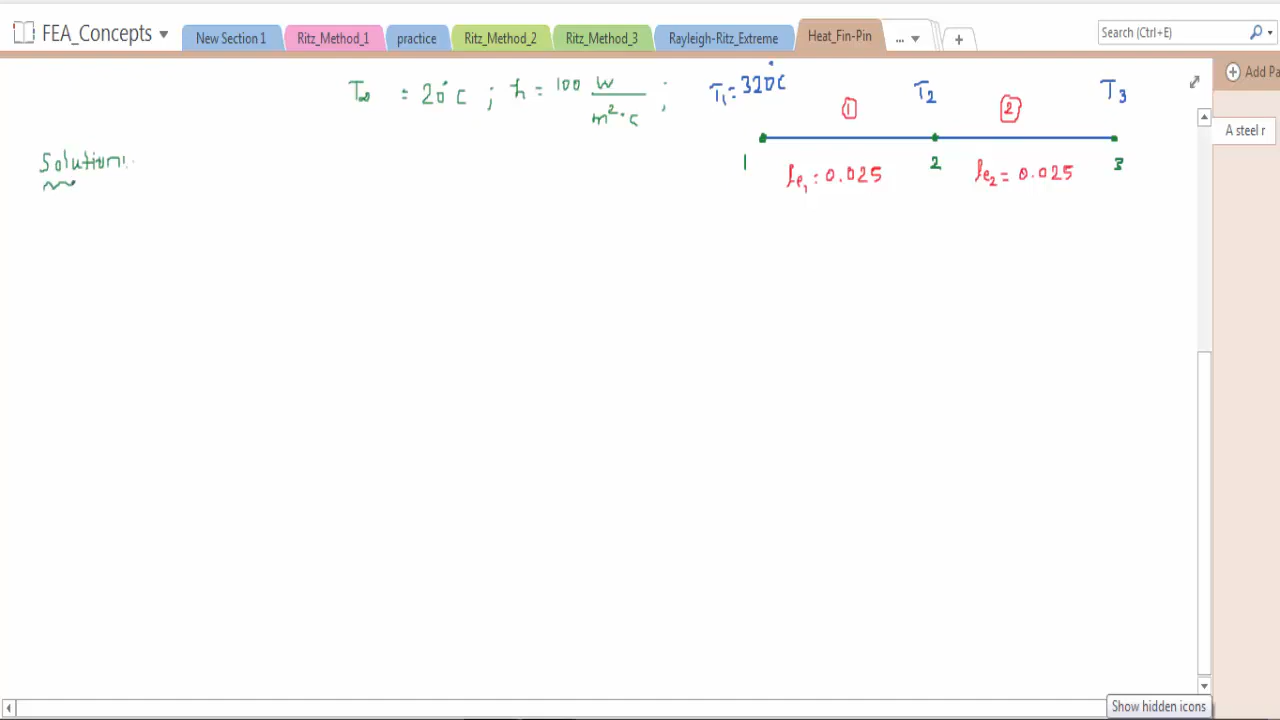 FEA_Concepts
New Section 1
Ritz_Method_1
practice
Ritz_Method_2
Ritz_Method_3
Rayleigh-Ritz_Extreme
Heat_Fin-Pin
...
+
Search (Ctrl+E)
Add Pa
A steel r
T∞ = 20°C ; h = 100 W/m²·c ;
T1 = 320°C
T2
T3
1
2
1
2
3
le1 = 0.025
le2 = 0.025
Solution:
Show hidden icons